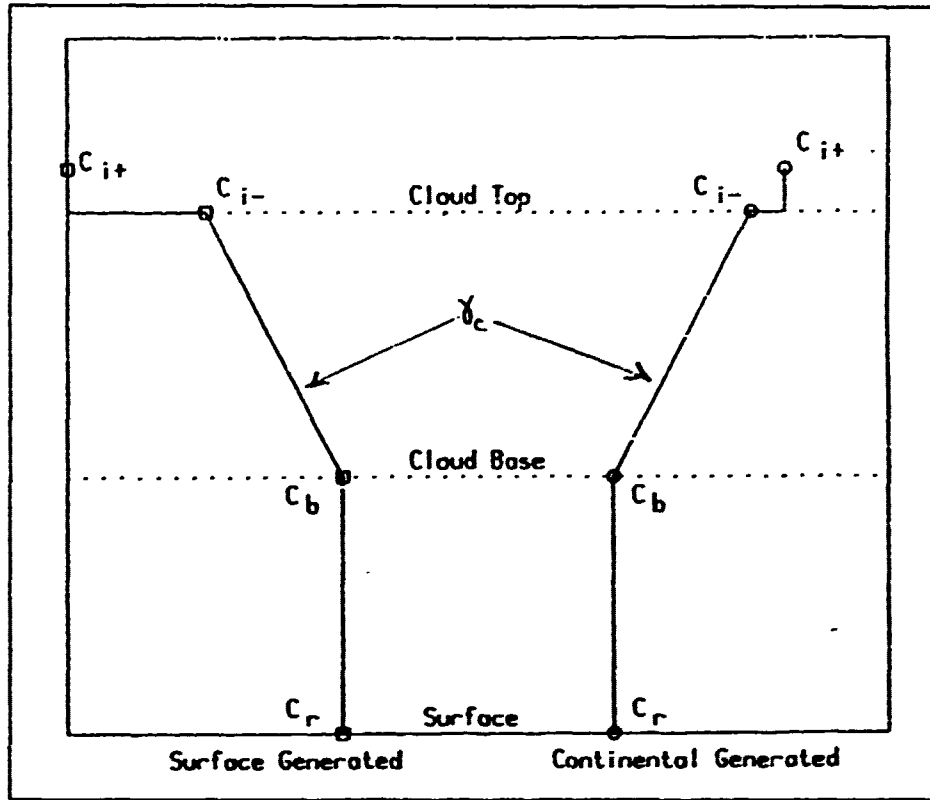 C i+
C i+
C i-
Cloud Top
C i-
γc
Cloud Base
C b
C b
C r
Surface
C r
Surface Generated
Continental Generated